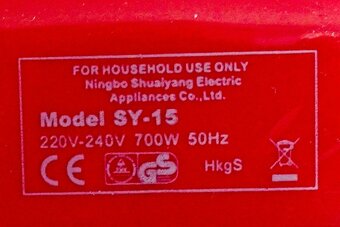 FOR HOUSEHOLD USE ONLY
Ningbo Shuaiyang Electric
Appliances Co.,Ltd.
Model SY-15
220V-240V 700W 50Hz
CE GS HkgS